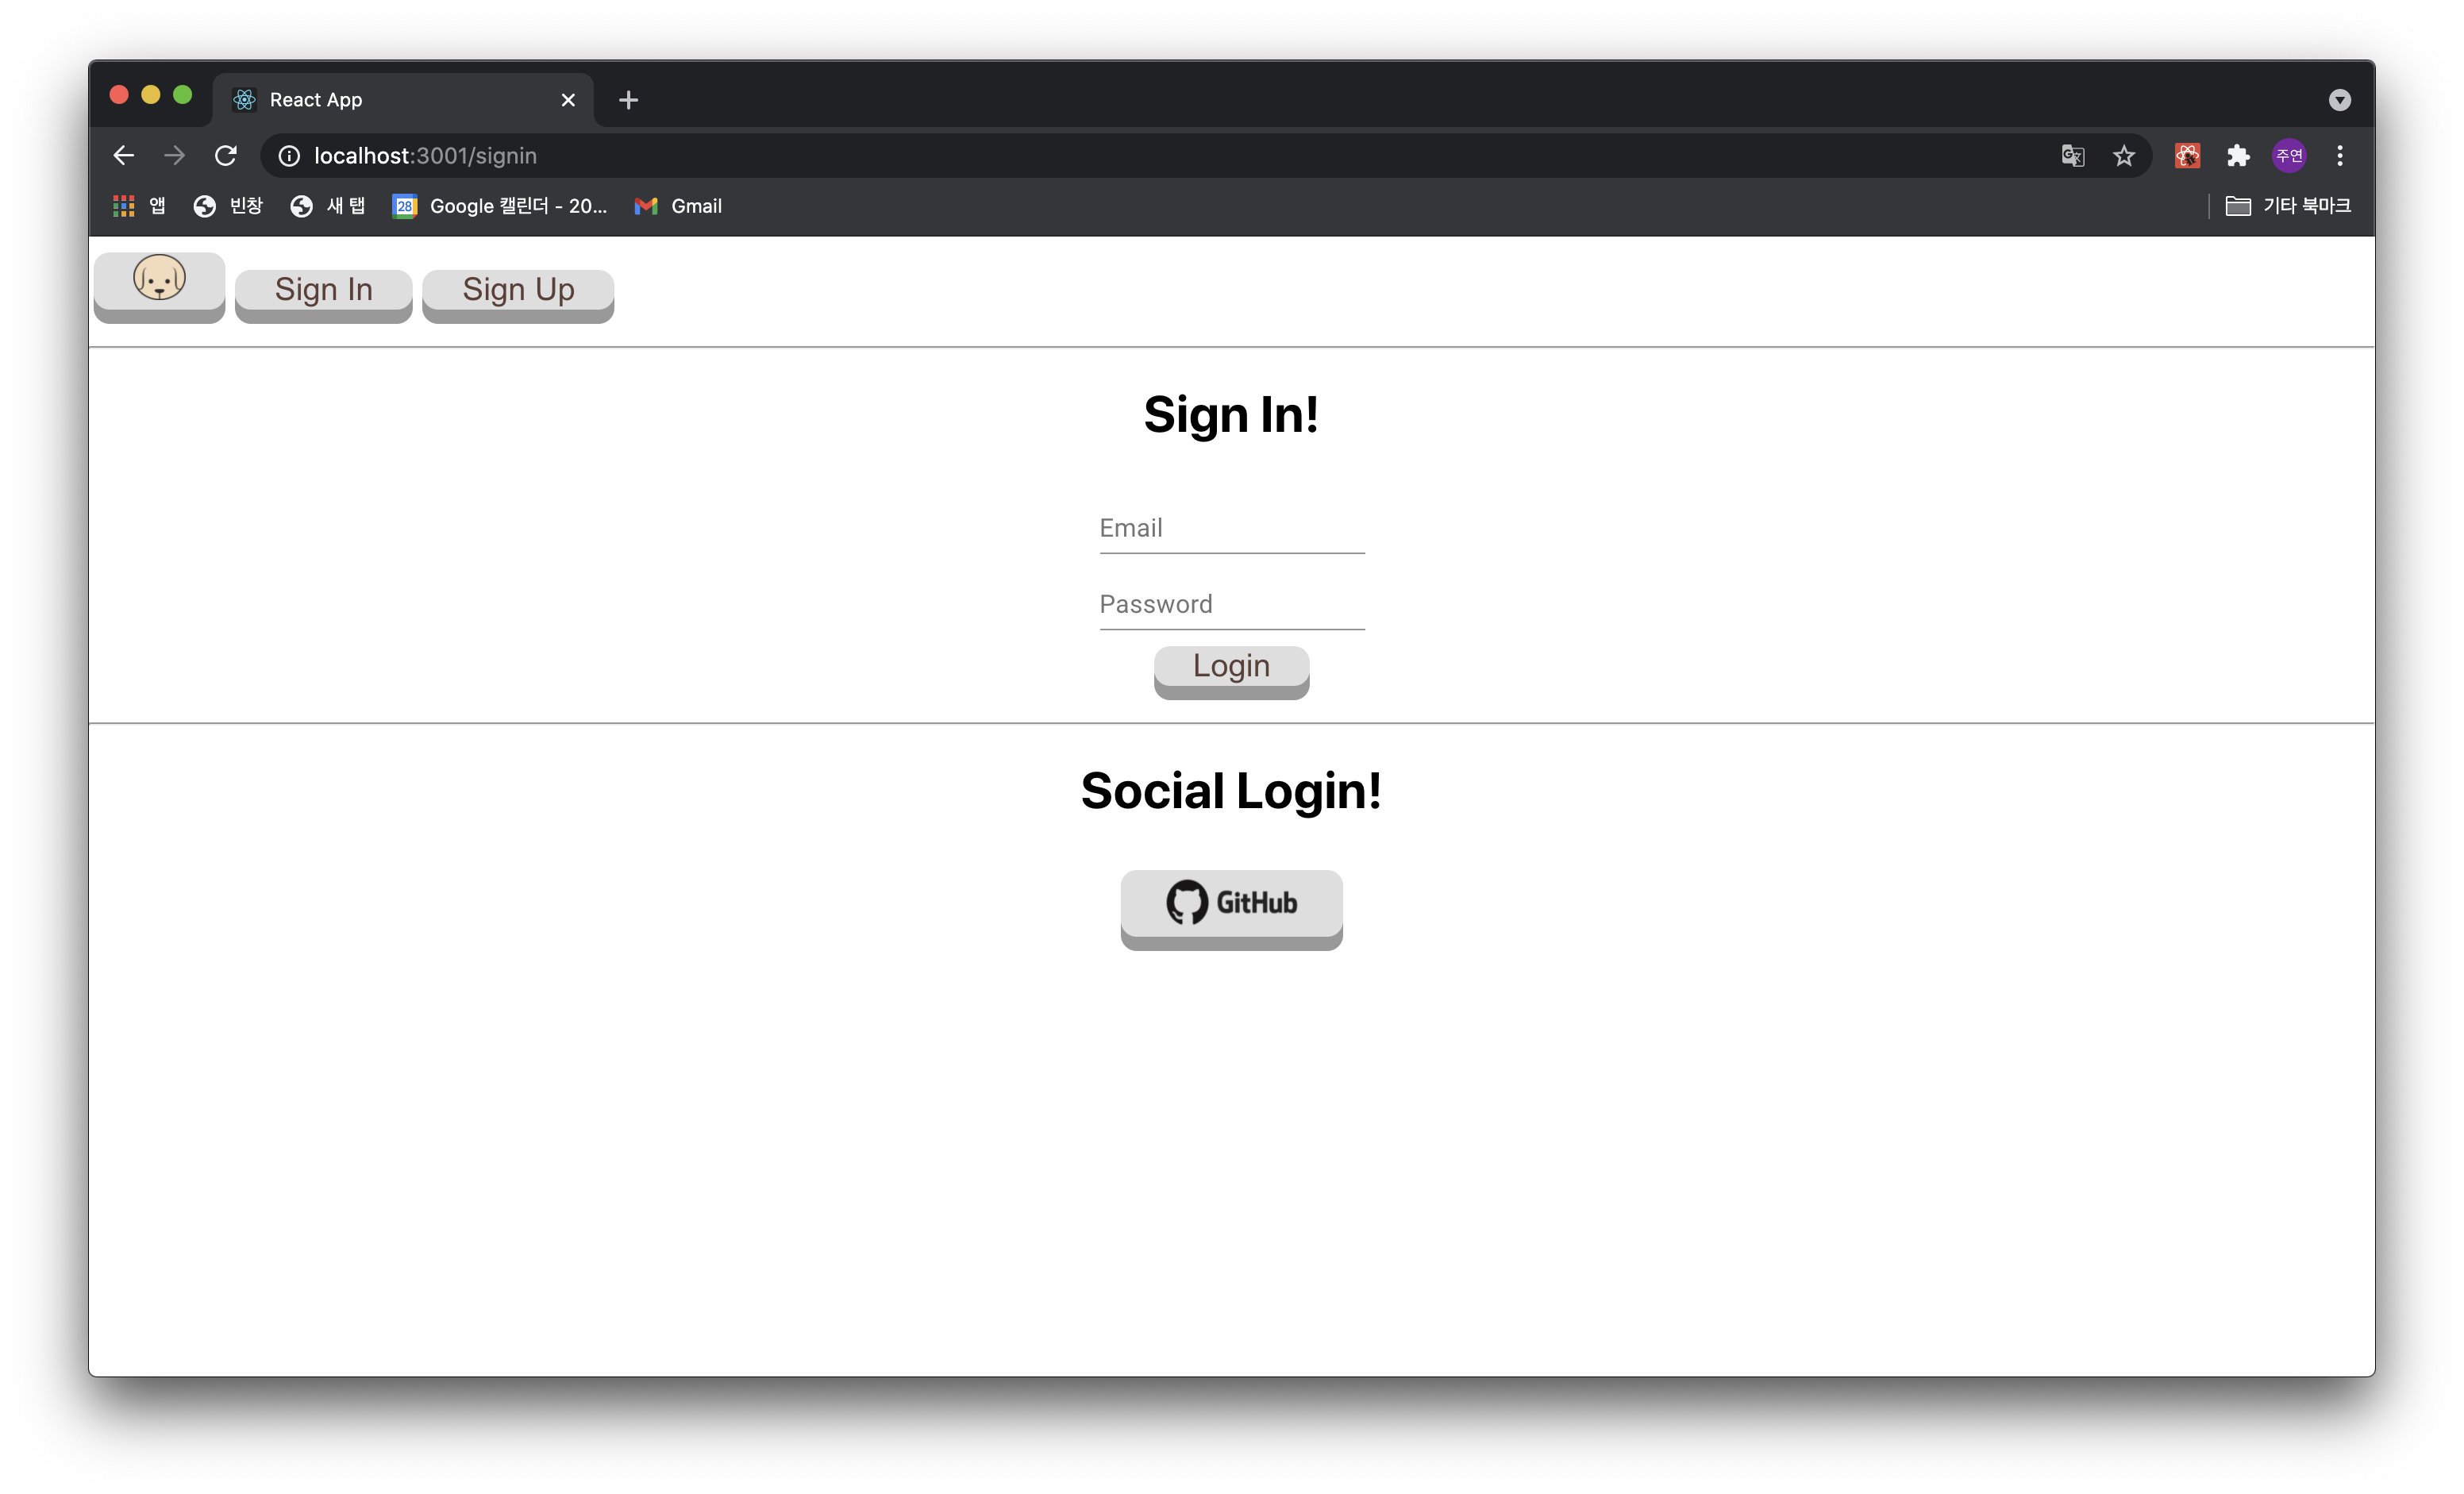 React App
localhost:3001/signin
주연
앱 빈창 새 탭 28 Google 캘린더 - 20... Gmail 기타 북마크
Sign In Sign Up
Sign In!
Email
Password
Login
Social Login!
GitHub